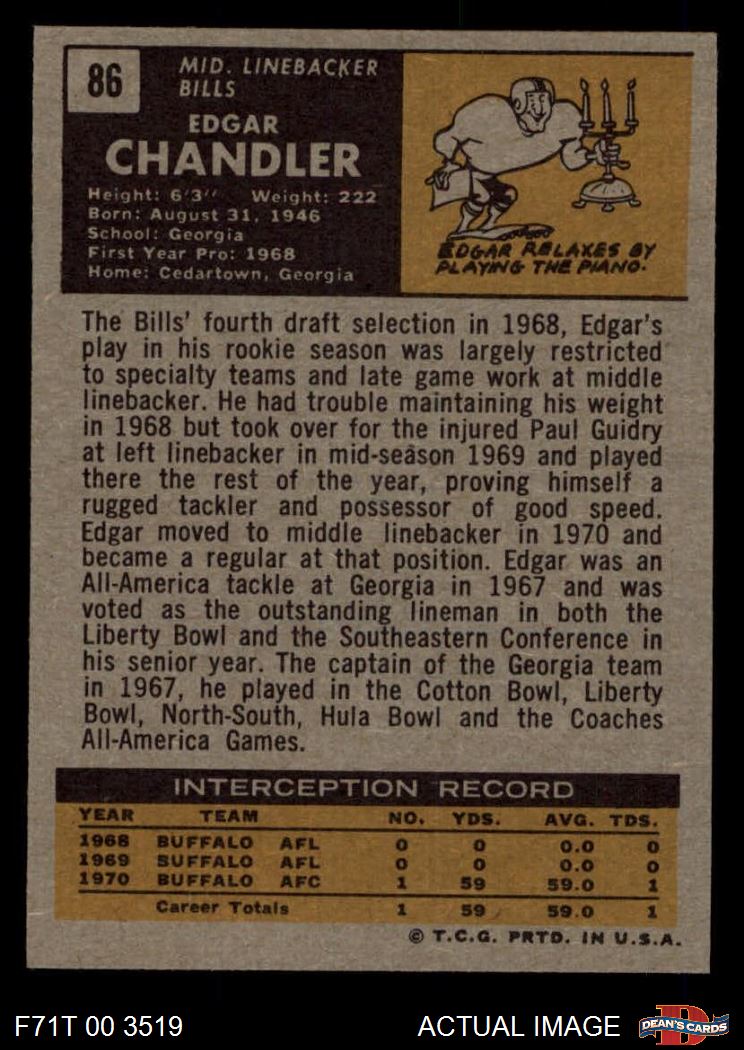 86
MID. LINEBACKER
BILLS
EDGAR
CHANDLER
Height: 6'3'' Weight: 222
Born: August 31, 1946
School: Georgia
First Year Pro: 1968
Home: Cedartown, Georgia
EDGAR RELAXES BY
PLAYING THE PIANO.
The Bills' fourth draft selection in 1968, Edgar's
play in his rookie season was largely restricted
to specialty teams and late game work at middle
linebacker. He had trouble maintaining his weight
in 1968 but took over for the injured Paul Guidry
at left linebacker in mid-season 1969 and played
there the rest of the year, proving himself a
rugged tackler and possessor of good speed.
Edgar moved to middle linebacker in 1970 and
became a regular at that position. Edgar was an
All-America tackle at Georgia in 1967 and was
voted as the outstanding lineman in both the
Liberty Bowl and the Southeastern Conference in
his senior year. The captain of the Georgia team
in 1967, he played in the Cotton Bowl, Liberty
Bowl, North-South, Hula Bowl and the Coaches
All-America Games.
INTERCEPTION RECORD
YEAR TEAM NO. YDS. AVG. TDS.
1968 BUFFALO AFL 0 0 0.0 0
1969 BUFFALO AFL 0 0 0.0 0
1970 BUFFALO AFC 1 59 59.0 1
Career Totals 1 59 59.0 1
© T.C.G. PRTD. IN U.S.A.
F71T 00 3519
ACTUAL IMAGE
D
DEAN'S CARDS